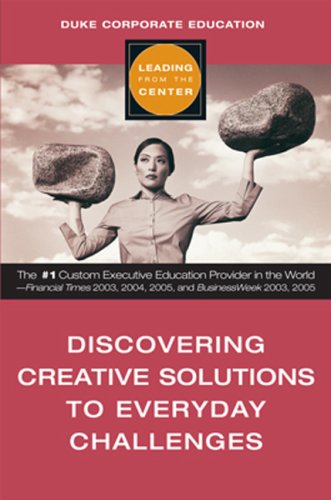 DUKE CORPORATE EDUCATION
LEADING
FROM THE
CENTER
The #1 Custom Executive Education Provider in the World
—Financial Times 2003, 2004, 2005, and BusinessWeek 2003, 2005
DISCOVERING
CREATIVE SOLUTIONS
TO EVERYDAY
CHALLENGES